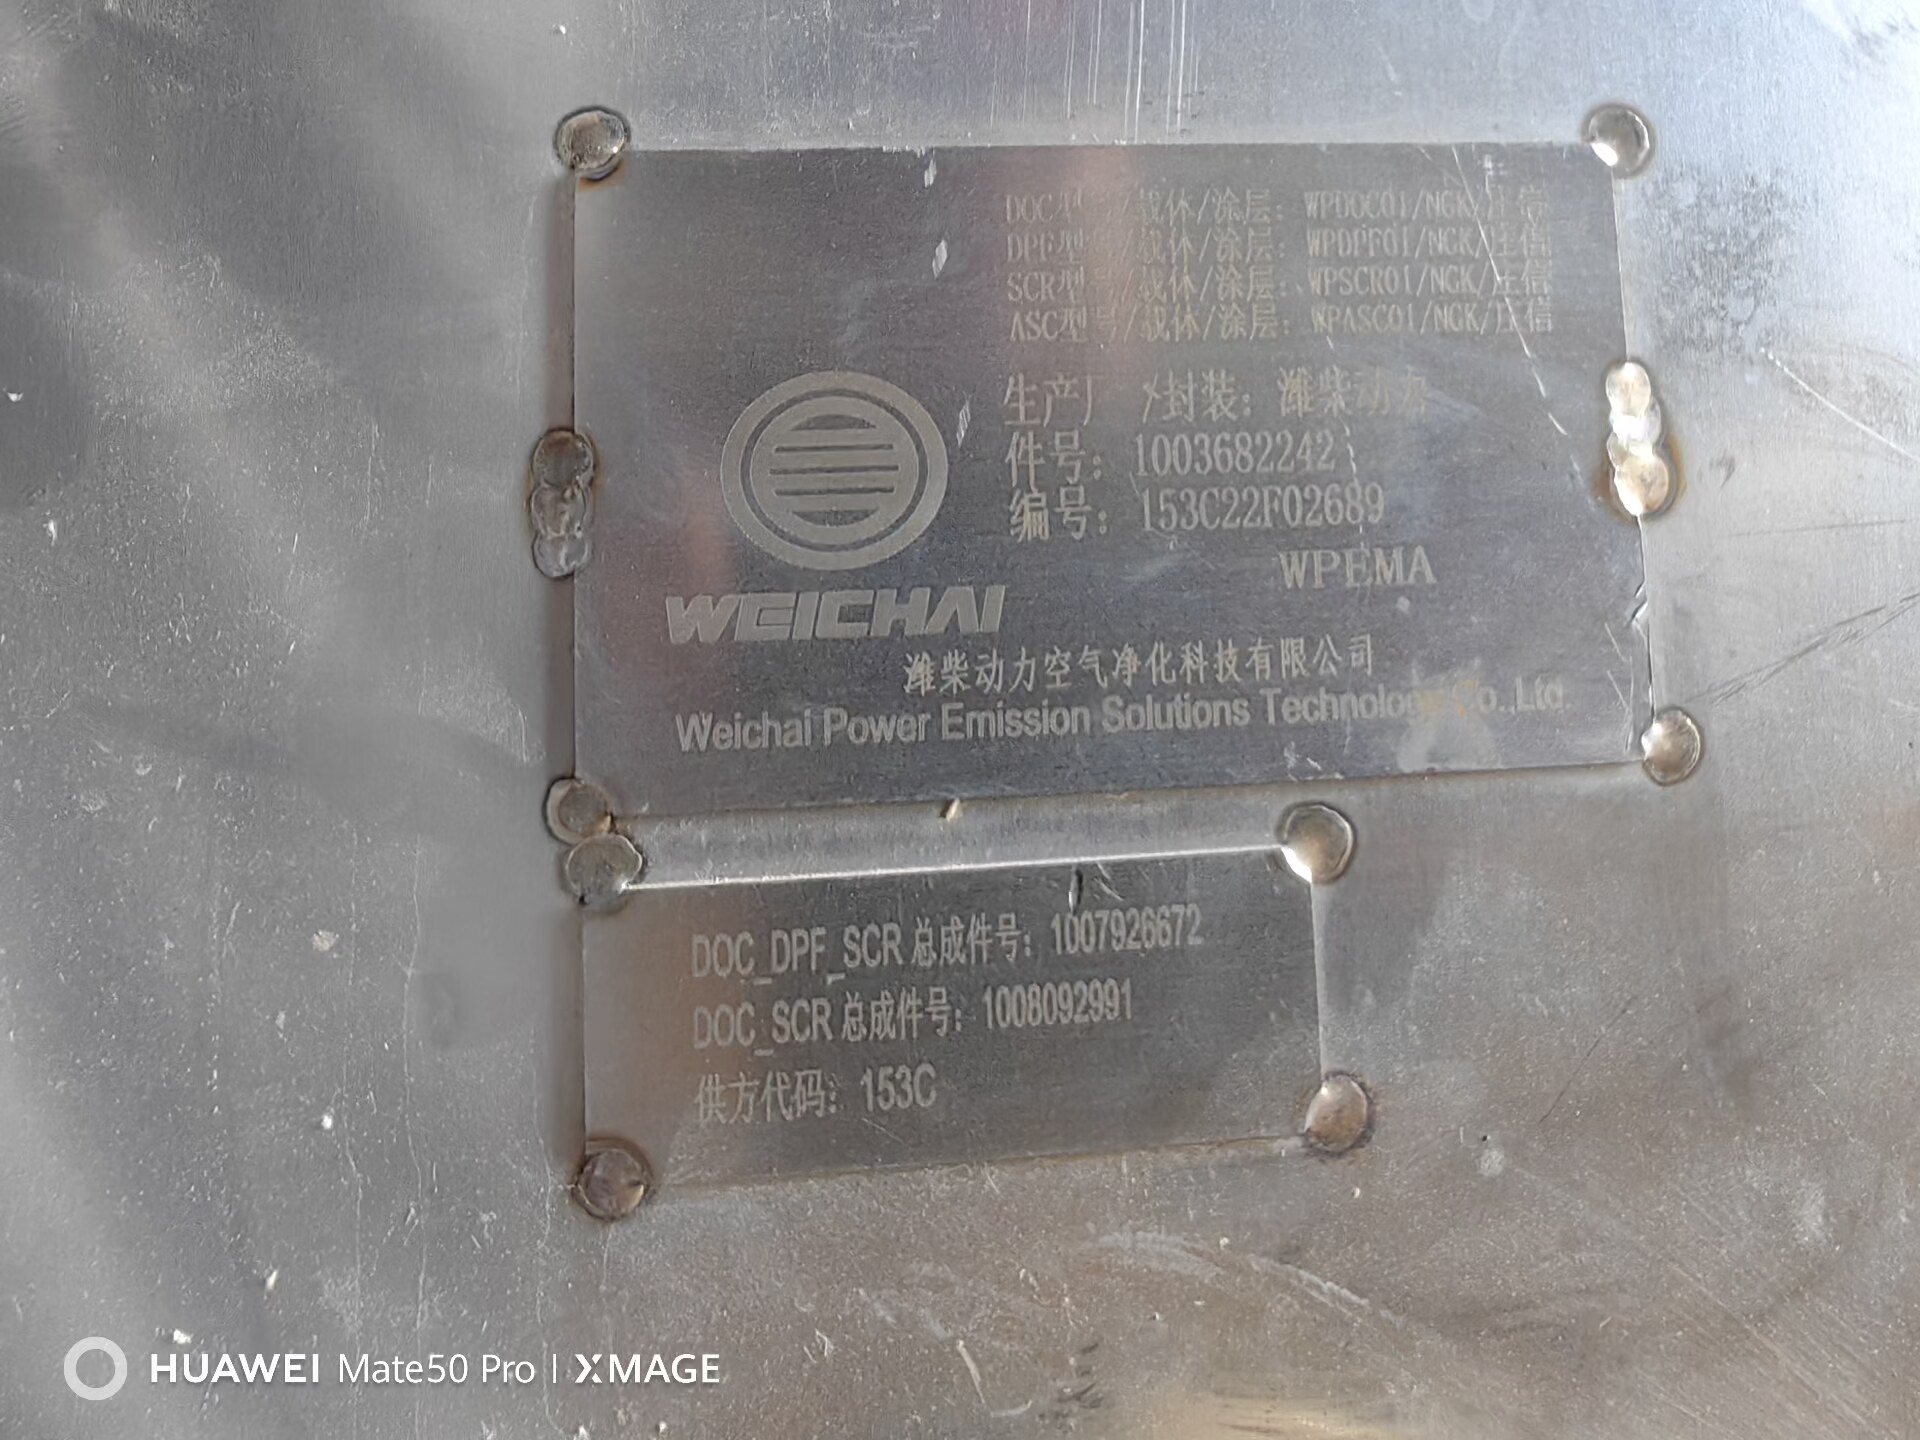 DOC型号/载体/涂层: WPDOC01/NGK/庄信
DPF型号/载体/涂层: WPDPF01/NGK/庄信
SCR型号/载体/涂层: WPSCR01/NGK/庄信
ASC型号/载体/涂层: WPASC01/NGK/庄信
生产厂/封装: 潍柴动力
件号: 1003682242
编号: 153C22F02689
WPEMA
WEICHAI
潍柴动力空气净化科技有限公司
Weichai Power Emission Solutions Technology Co.,Ltd.
DOC_DPF_SCR 总成件号: 1007926672
DOC_SCR 总成件号: 1008092991
供方代码: 153C
HUAWEI Mate50 Pro | XMAGE